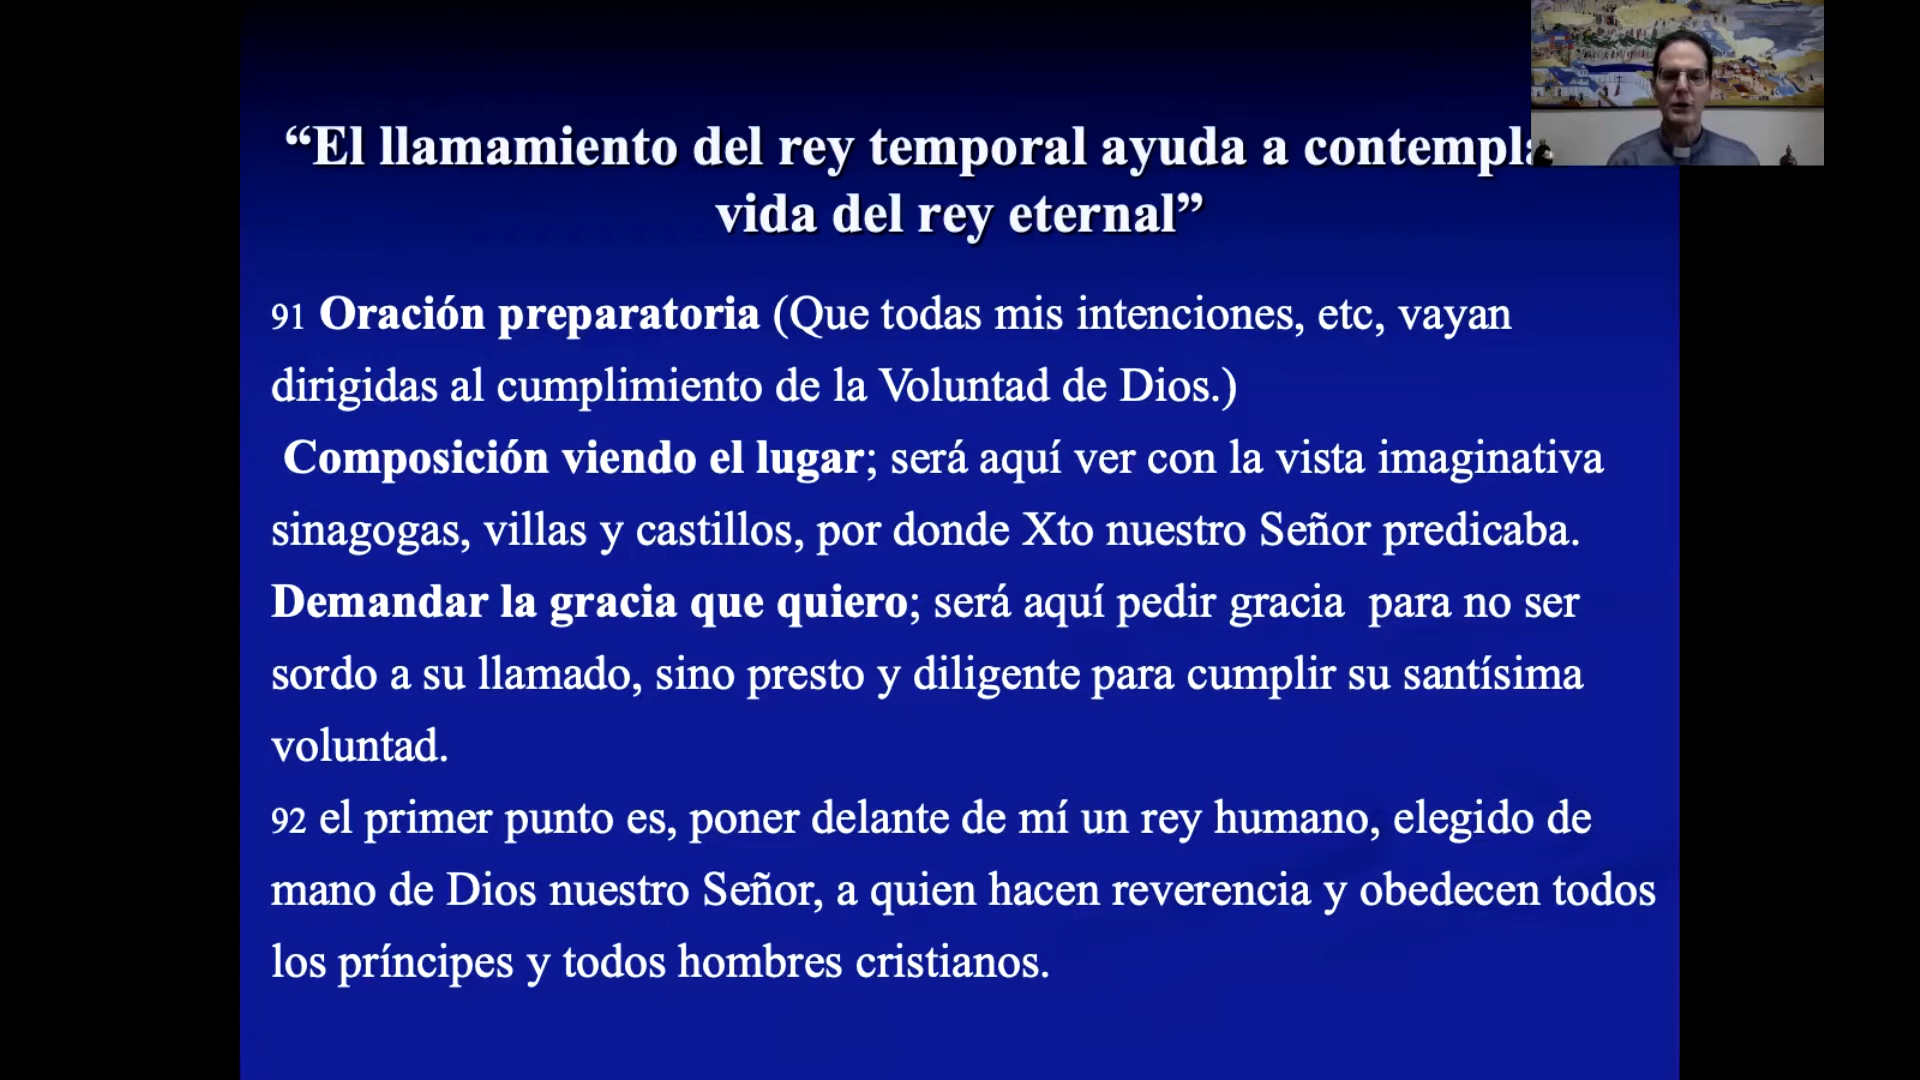 “El llamamiento del rey temporal ayuda a
vida del rey eternal”
91 Oración preparatoria (Que todas mis intenciones, etc, vayan
dirigidas al cumplimiento de la Voluntad de Dios.)
Composición viendo el lugar; será aquí ver con la vista imaginativa
sinagogas, villas y castillos, por donde Xto nuestro Señor predicaba.
Demandar la gracia que quiero; será aquí pedir gracia para no ser
sordo a su llamado, sino presto y diligente para cumplir su santísima
voluntad.
92 el primer punto es, poner delante de mí un rey humano, elegido de
mano de Dios nuestro Señor, a quien hacen reverencia y obedecen todos
los príncipes y todos hombres cristianos.